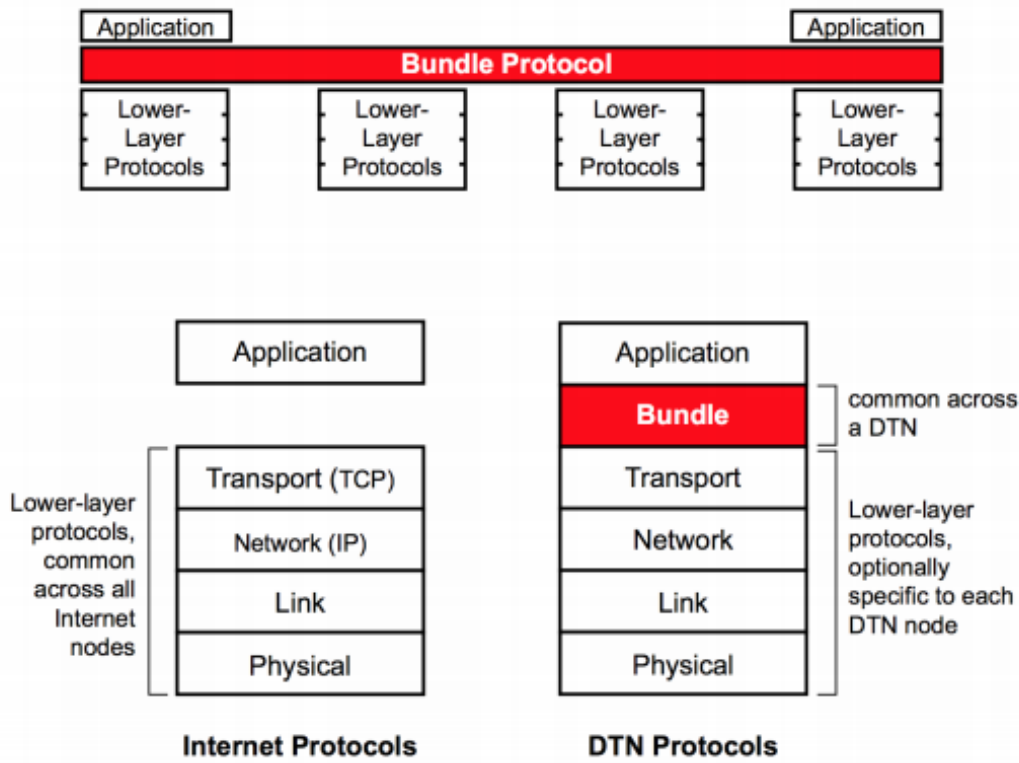 Application
Application
Bundle Protocol
Lower-
Layer
Protocols
Lower-
Layer
Protocols
Lower-
Layer
Protocols
Lower-
Layer
Protocols
Application
Transport (TCP)
Network (IP)
Link
Physical
Lower-layer
protocols,
common
across all
Internet
nodes
Internet Protocols
Application
Bundle
Transport
Network
Link
Physical
common across
a DTN
Lower-layer
protocols,
optionally
specific to each
DTN node
DTN Protocols